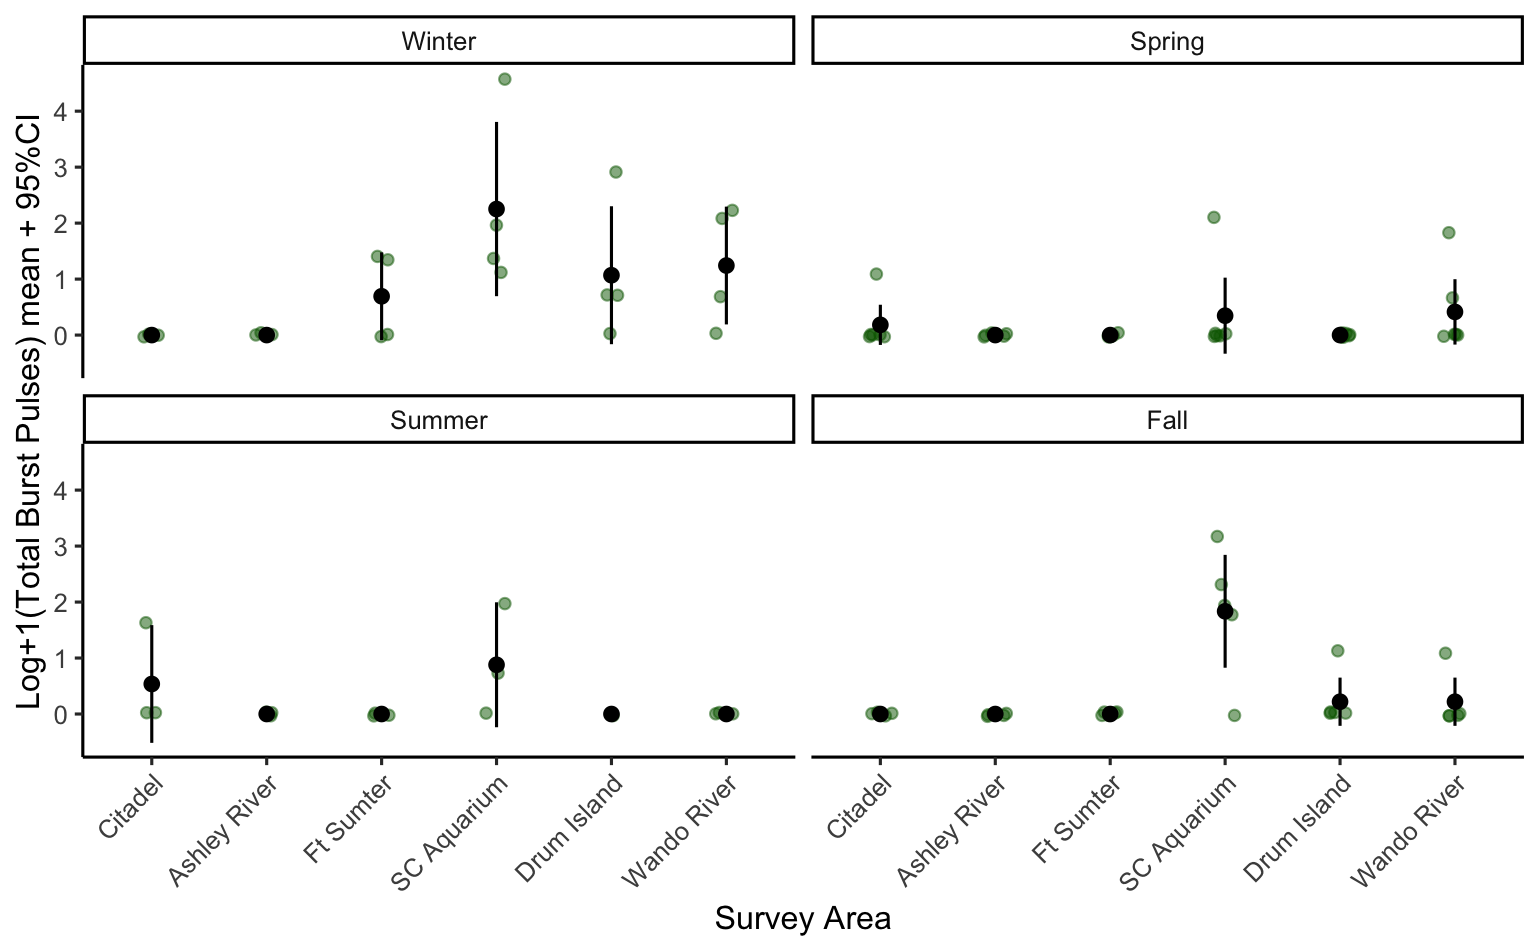 Winter
Spring
4
3
2
1
0
Summer
Fall
4
3
2
1
0
Log+1(Total Burst Pulses) mean + 95%CI
Citadel
Ashley River
Ft Sumter
SC Aquarium
Drum Island
Wando River
Citadel
Ashley River
Ft Sumter
SC Aquarium
Drum Island
Wando River
Survey Area